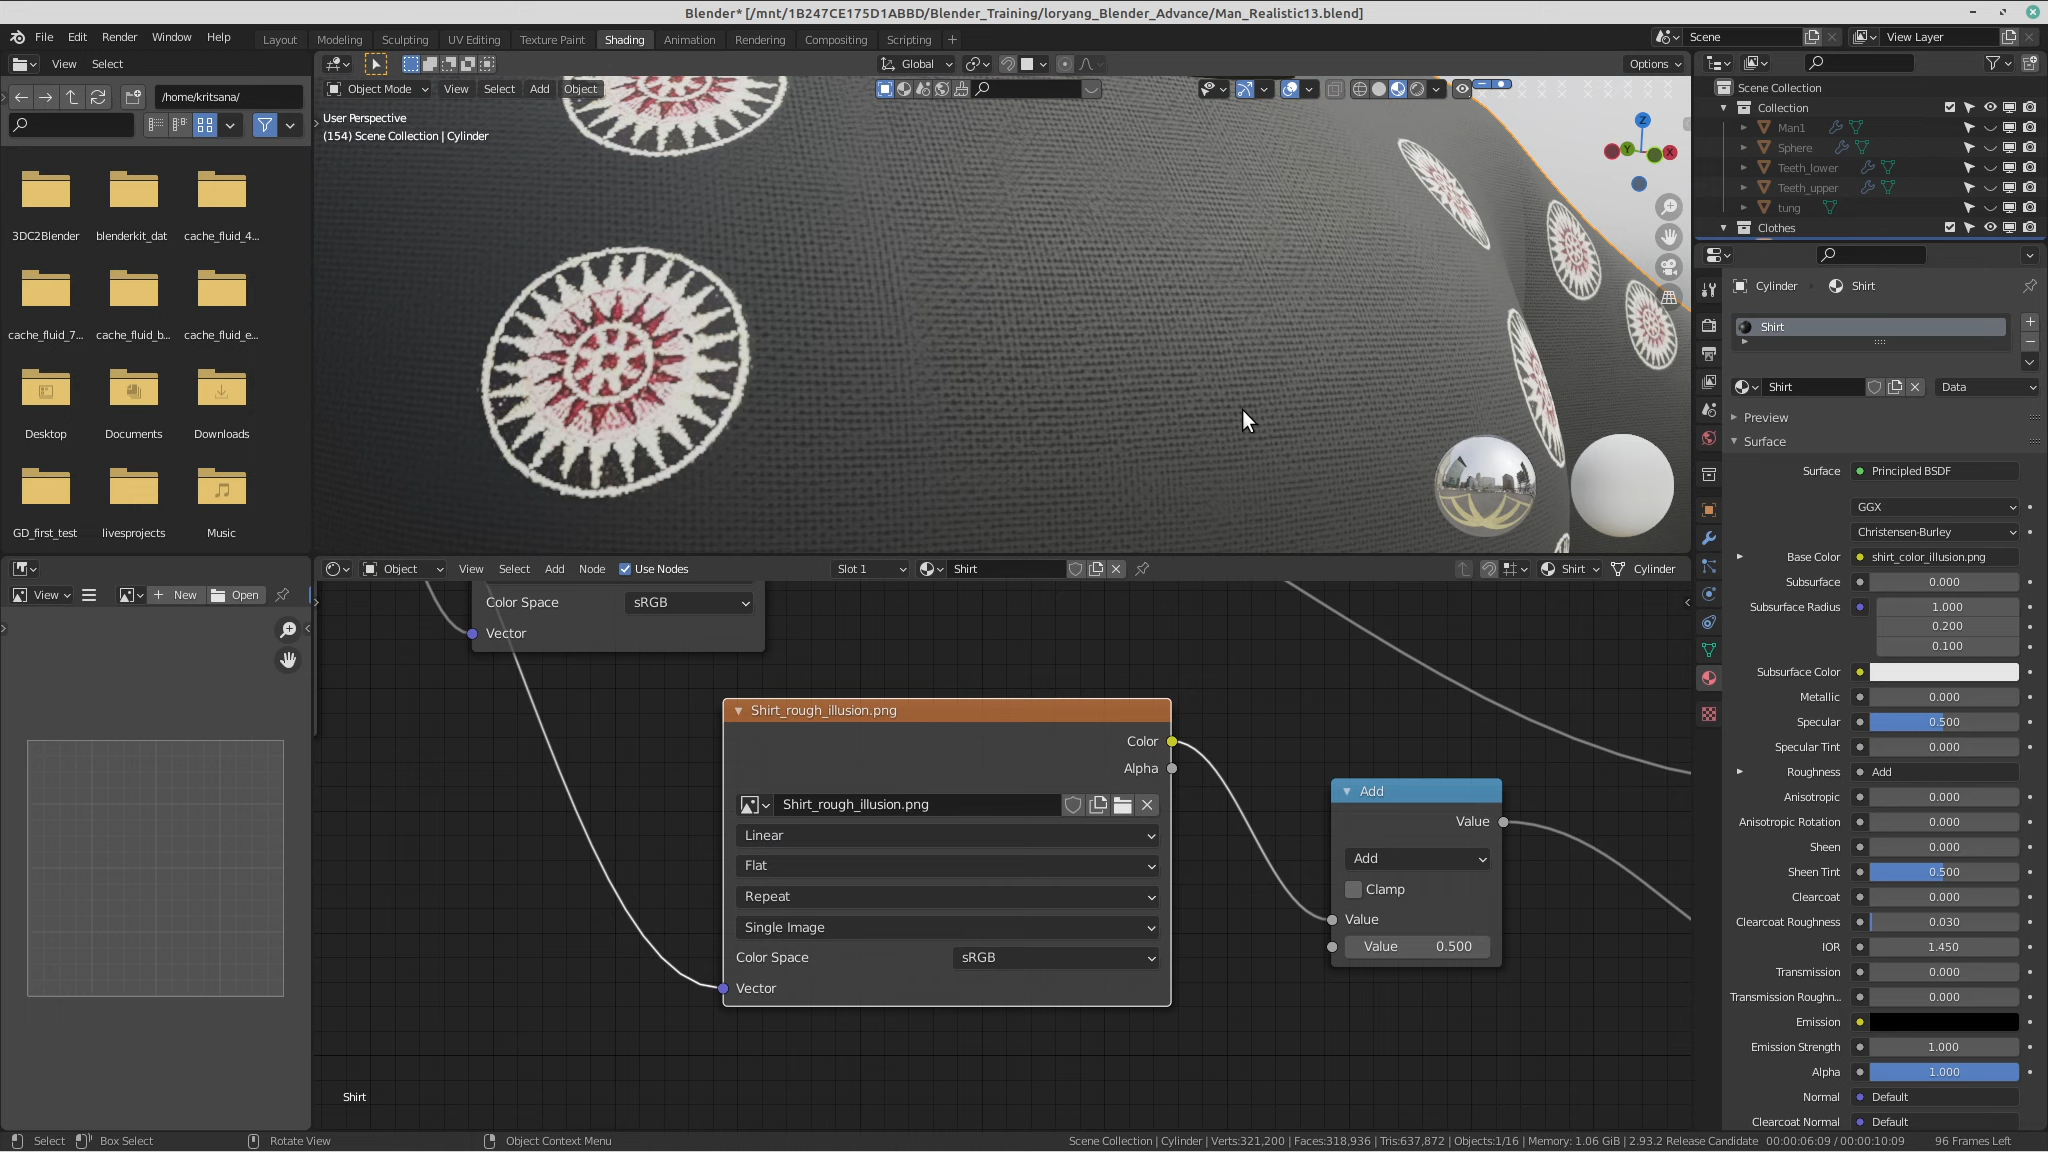 Blender* [/mnt/1B247CE175D1ABBD/Blender_Training/loryang_Blender_Advance/Man_Realistic13.blend]
File Edit Render Window Help
Layout Modeling Sculpting UV Editing Texture Paint Shading Animation Rendering Compositing Scripting +
Scene
View Layer
View Select
Global
Options
/home/kritsana/
Object Mode View Select Add Object
User Perspective
(154) Scene Collection | Cylinder
Z
Y
X
3DC2Blender blenderkit_dat cache_fluid_4...
cache_fluid_7... cache_fluid_b... cache_fluid_e...
Desktop Documents Downloads
GD_first_test livesprojects Music
Scene Collection
Collection
Man1
Sphere
Teeth_lower
Teeth_upper
tung
Clothes
Cylinder Shirt
Shirt
Shirt Data
Preview
Surface
Surface Principled BSDF
GGX
Christensen-Burley
Base Color shirt_color_illusion.png
Subsurface 0.000
Subsurface Radius 1.000
0.200
0.100
Subsurface Color
Metallic 0.000
Specular 0.500
Specular Tint 0.000
Roughness Add
Anisotropic 0.000
Anisotropic Rotation 0.000
Sheen 0.000
Sheen Tint 0.500
Clearcoat 0.000
Clearcoat Roughness 0.030
IOR 1.450
Transmission 0.000
Transmission Roughn... 0.000
Emission
Emission Strength 1.000
Alpha 1.000
Normal Default
Clearcoat Normal Default
View New Open
Object View Select Add Node Use Nodes Slot 1 Shirt Shirt Cylinder
Color Space sRGB
Vector
Shirt_rough_illusion.png
Color
Alpha
Shirt_rough_illusion.png
Linear
Flat
Repeat
Single Image
Color Space sRGB
Vector
Add
Value
Add
Clamp
Value
Value 0.500
Shirt
Select Box Select Rotate View Object Context Menu
Scene Collection | Cylinder | Verts:321,200 | Faces:318,936 | Tris:637,872 | Objects:1/16 | Memory: 1.06 GiB | 2.93.2 Release Candidate 00:00:06:09 / 00:00:10:09 96 Frames Left